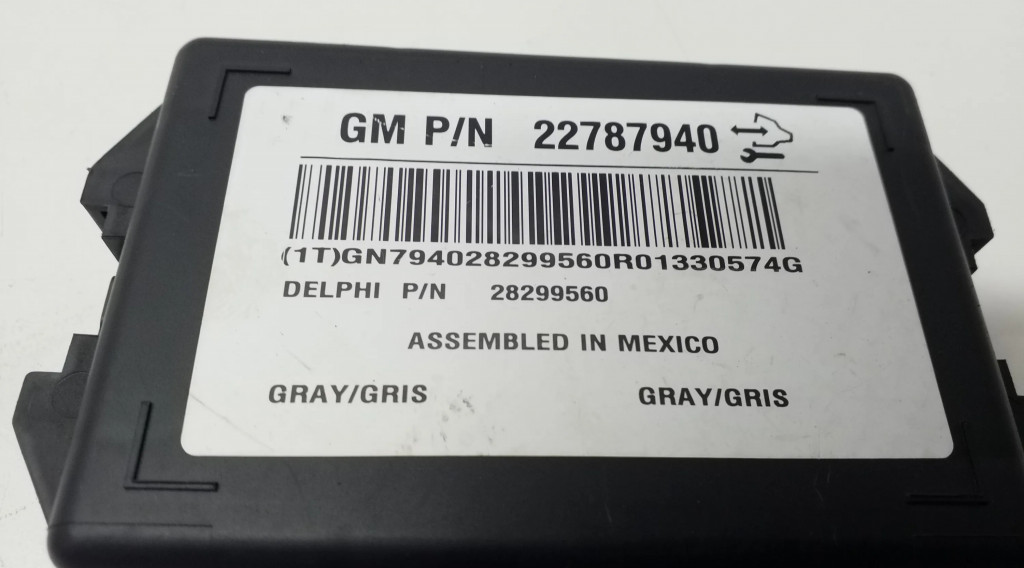 GM P/N 22787940
(1T)GN794028299560R01330574G
DELPHI P/N 28299560
ASSEMBLED IN MEXICO
GRAY/GRIS GRAY/GRIS